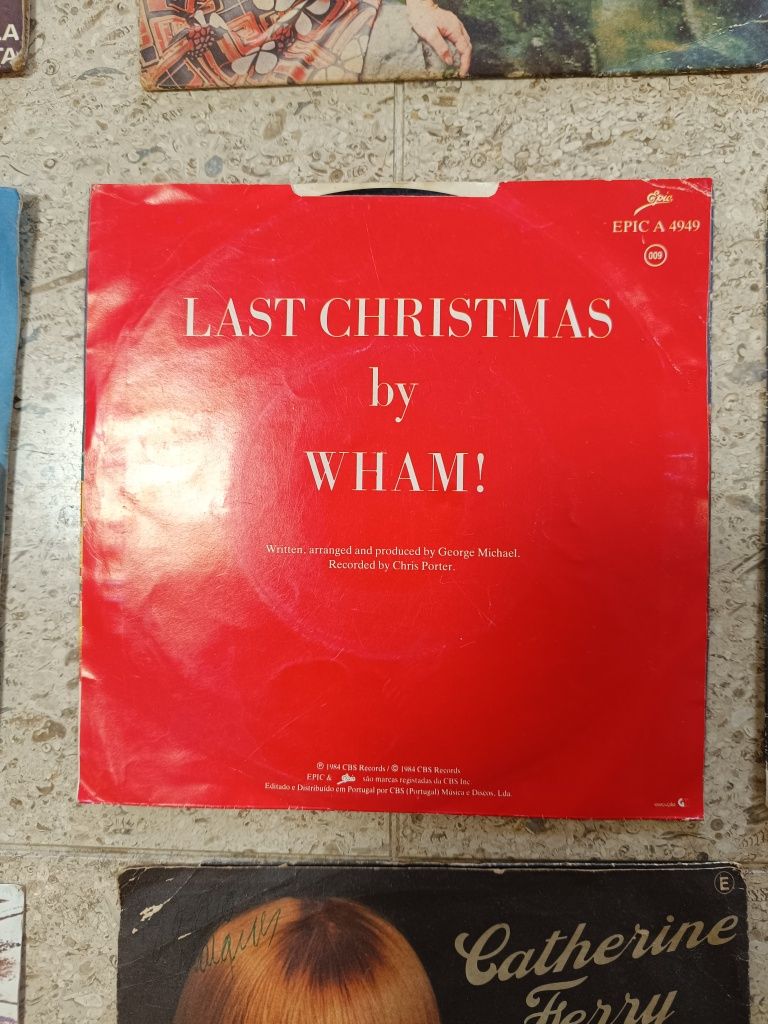 LA
TA
Epic
EPIC A 4949
009
LAST CHRISTMAS
by
WHAM!
Written, arranged and produced by George Michael.
Recorded by Chris Porter.
℗ 1984 CBS Records / © 1984 CBS Records
EPIC & Epic são marcas registadas da CBS Inc.
Editado e Distribuído em Portugal por CBS (Portugal) Música e Discos, Lda.
E
Catherine
Ferry